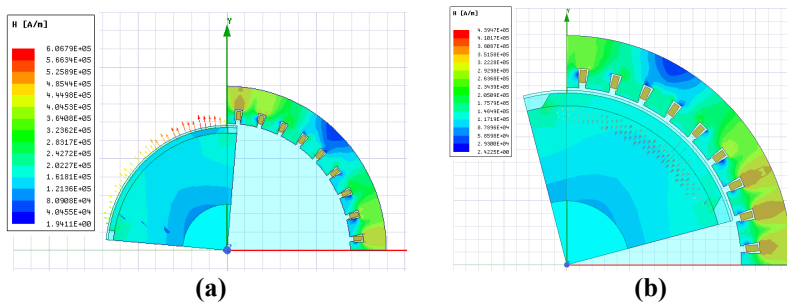 H [A/m]
6.0679E+05
5.6634E+05
5.2589E+05
4.8544E+05
4.4498E+05
4.0453E+05
3.6408E+05
3.2362E+05
2.8317E+05
2.4272E+05
2.0227E+05
1.6181E+05
1.2136E+05
8.0908E+04
4.0455E+04
1.9411E+00
Y
(a)
H [A/m]
4.3947E+05
4.1017E+05
3.8087E+05
3.5158E+05
3.2228E+05
2.9298E+05
2.6368E+05
2.3439E+05
2.0509E+05
1.7579E+05
1.4649E+05
1.1719E+05
8.7896E+04
5.8598E+04
2.9300E+04
2.4225E+00
Y
(b)